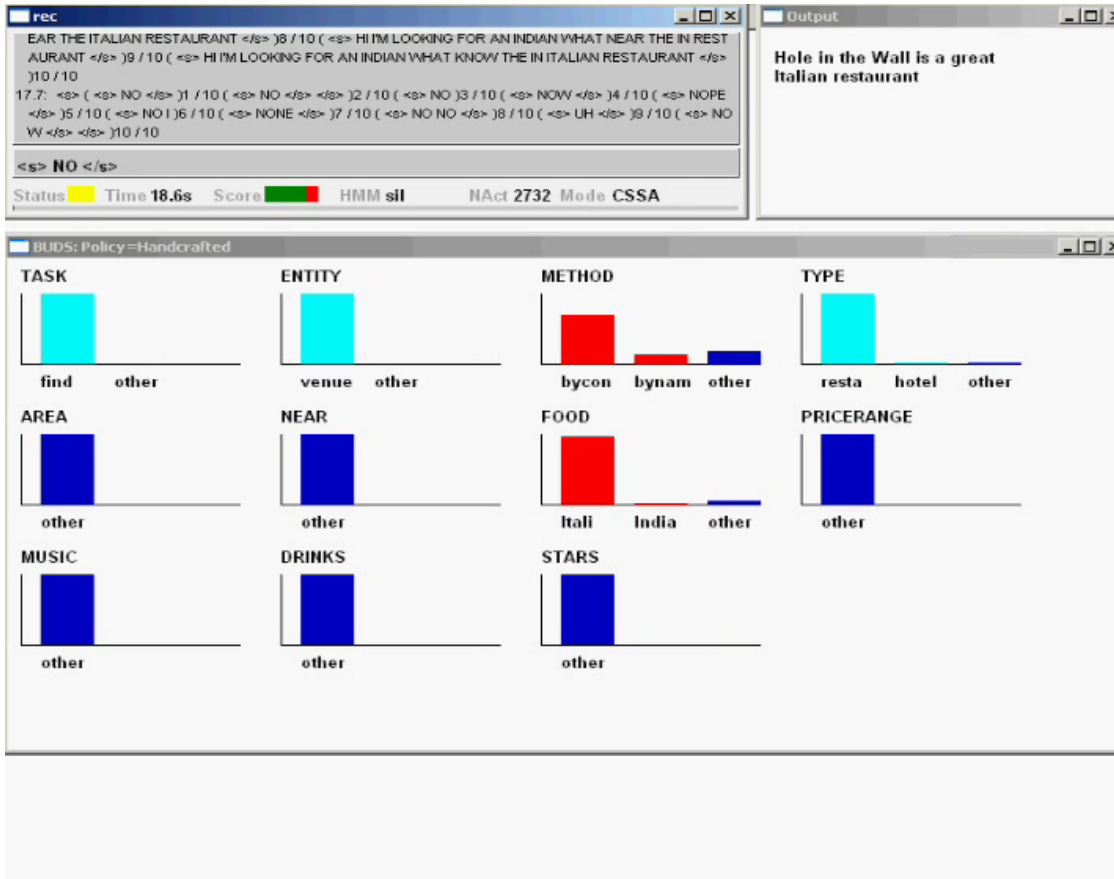 rec
EAR THE ITALIAN RESTAURANT </s> )8 / 10 ( <s> HI I'M LOOKING FOR AN INDIAN WHAT NEAR THE IN REST
AURANT </s> )9 / 10 ( <s> HI I'M LOOKING FOR AN INDIAN WHAT KNOW THE IN ITALIAN RESTAURANT </s>
)10 / 10
17.7: <s> ( <s> NO </s> )1 / 10 ( <s> NO </s> </s> )2 / 10 ( <s> NO )3 / 10 ( <s> NOW </s> )4 / 10 ( <s> NOPE
</s> )5 / 10 ( <s> NO I )6 / 10 ( <s> NONE </s> )7 / 10 ( <s> NO NO </s> )8 / 10 ( <s> UH </s> )9 / 10 ( <s> NO
W </s> </s> )10 / 10
<s> NO </s>
Status Time 18.6s Score HMM sil NAct 2732 Mode CSSA
Output
Hole in the Wall is a great
Italian restaurant
BUDS: Policy=Handcrafted
TASK ENTITY METHOD TYPE
find other venue other bycon bynam other resta hotel other
AREA NEAR FOOD PRICERANGE
other other Itali India other other
MUSIC DRINKS STARS
other other other